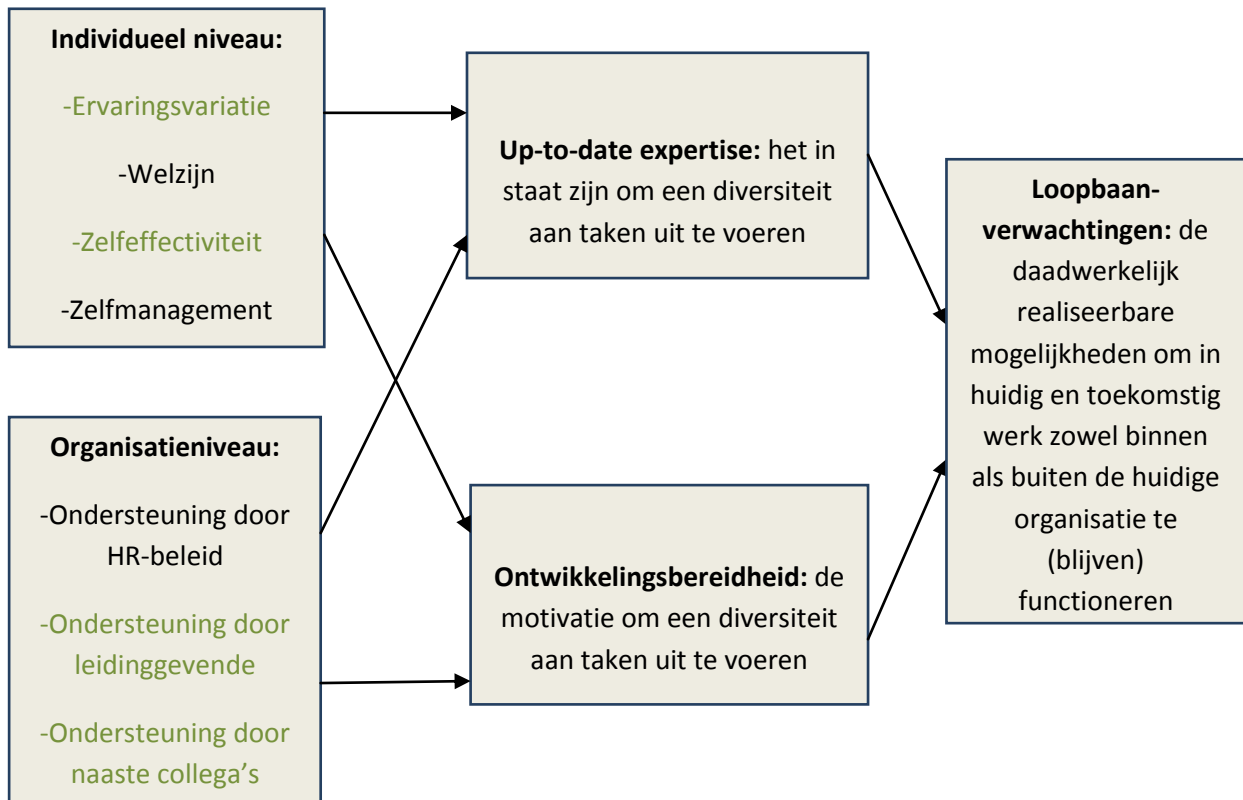 Individueel niveau:
-Ervaringsvariatie
-Welzijn
-Zelfeffectiviteit
-Zelfmanagement
Organisatieniveau:
-Ondersteuning door
HR-beleid
-Ondersteuning door
leidinggevende
-Ondersteuning door
naaste collega’s
Up-to-date expertise: het in
staat zijn om een diversiteit
aan taken uit te voeren
Ontwikkelingsbereidheid: de
motivatie om een diversiteit
aan taken uit te voeren
Loopbaan-
verwachtingen: de
daadwerkelijk
realiseerbare
mogelijkheden om in
huidig en toekomstig
werk zowel binnen
als buiten de huidige
organisatie te
(blijven)
functioneren